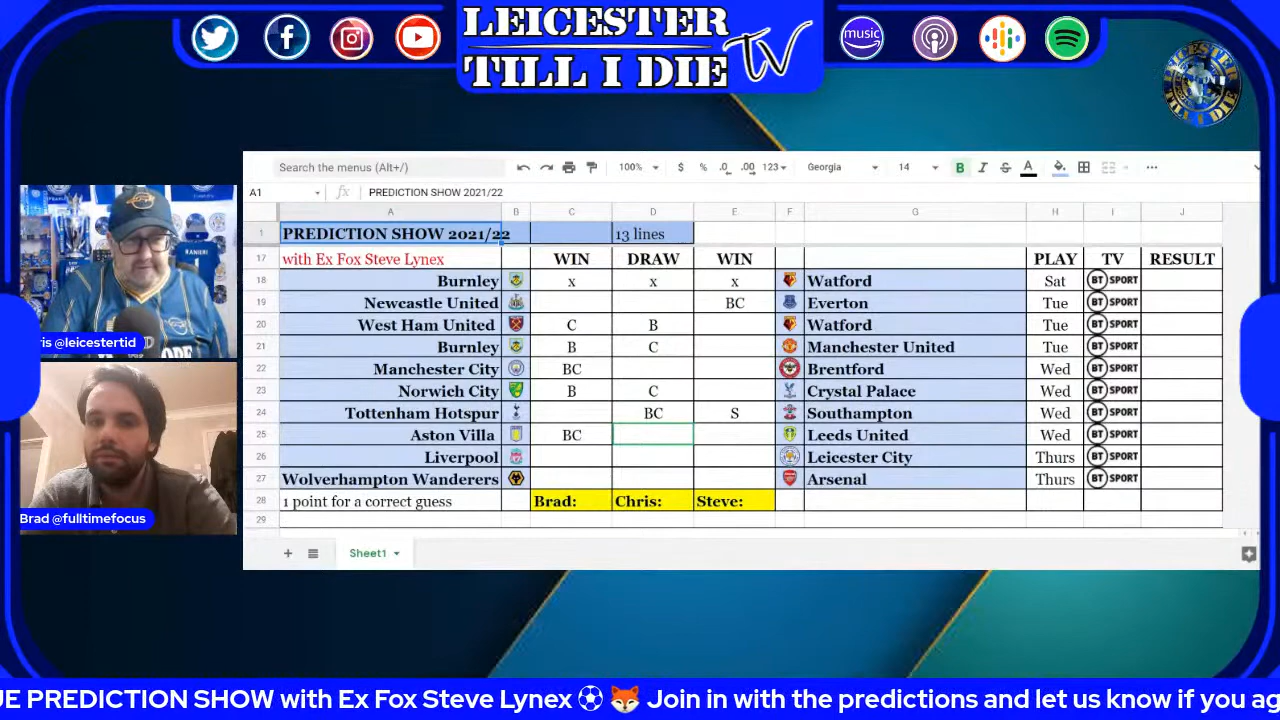 LEICESTER
TILL I DIE TV
music
LEICESTER
TILL I DIE
Search the menus (Alt+/)
100% $ % .0 .00 123 Georgia 14 B I S A
A1 fx PREDICTION SHOW 2021/22
A B C D E F G H I J
1 PREDICTION SHOW 2021/22 13 lines
17 with Ex Fox Steve Lynex WIN DRAW WIN PLAY TV RESULT
18 Burnley x x x Watford Sat BT SPORT
19 Newcastle United BC Everton Tue BT SPORT
20 West Ham United C B Watford Tue BT SPORT
21 Burnley B C Manchester United Tue BT SPORT
22 Manchester City BC Brentford Wed BT SPORT
23 Norwich City B C Crystal Palace Wed BT SPORT
24 Tottenham Hotspur BC S Southampton Wed BT SPORT
25 Aston Villa BC Leeds United Wed BT SPORT
26 Liverpool Leicester City Thurs BT SPORT
27 Wolverhampton Wanderers Arsenal Thurs BT SPORT
28 1 point for a correct guess Brad: Chris: Steve:
29
Sheet1
RANIERI
ris @leicestertid
Brad @fulltimefocus
UE PREDICTION SHOW with Ex Fox Steve Lynex ⚽ 🦊 Join in with the predictions and let us know if you ag